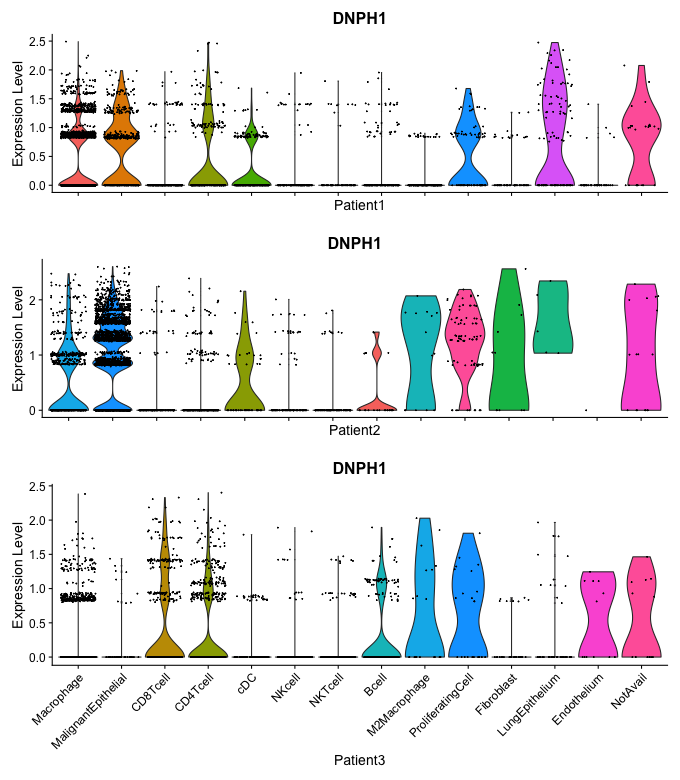 DNPH1
Expression Level
2.5
2.0
1.5
1.0
0.5
0.0
Patient1
DNPH1
Expression Level
2
1
0
Patient2
DNPH1
Expression Level
2.5
2.0
1.5
1.0
0.5
0.0
Macrophage
MalignantEpithelial
CD8Tcell
CD4Tcell
cDC
NKcell
NKTcell
Bcell
M2Macrophage
ProliferatingCell
Fibroblast
LungEpithelium
Endothelium
NotAvail
Patient3